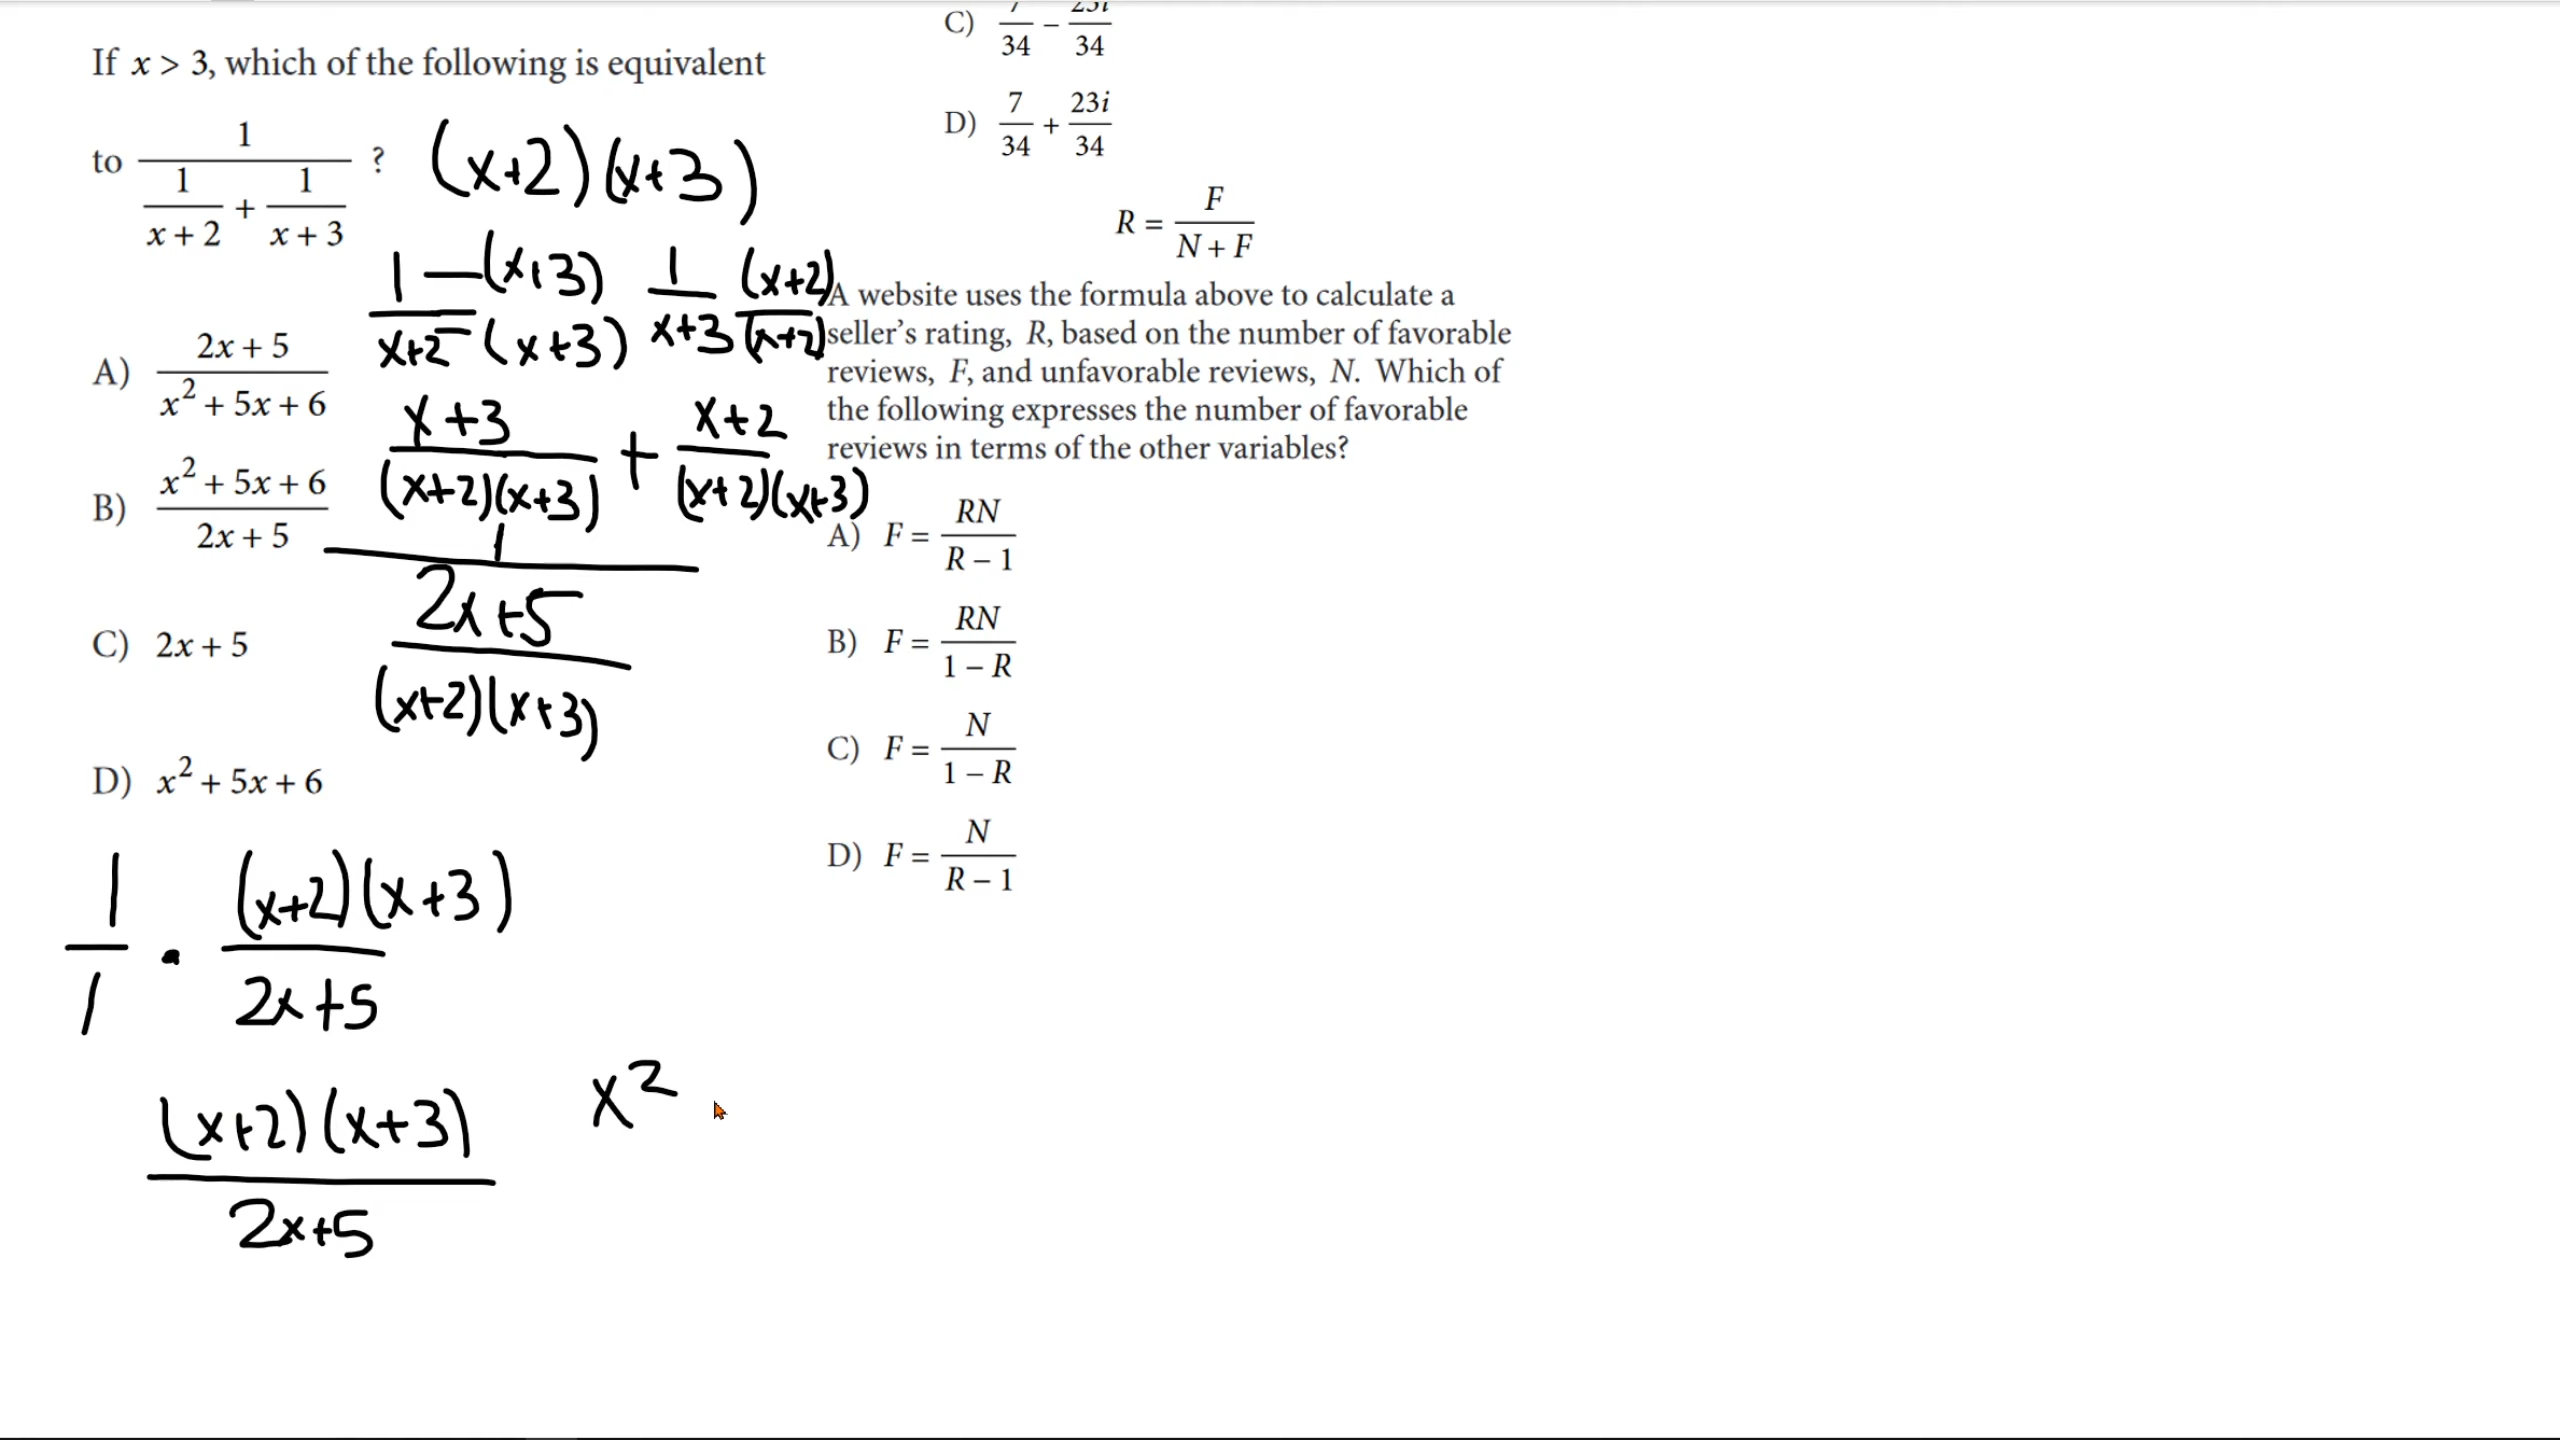 If x > 3, which of the following is equivalent
to 1/(1/(x + 2) + 1/(x + 3)) ?
A) (2x + 5)/(x² + 5x + 6)
B) (x² + 5x + 6)/(2x + 5)
C) 2x + 5
D) x² + 5x + 6
(x+2)(x+3)
1 (x+3) 1 (x+2)
x+2 (x+3) x+3 (x+2)
x+3 + x+2
(x+2)(x+3) (x+2)(x+3)
1
2x+5
(x+2)(x+3)
1/1 · (x+2)(x+3)/2x+5
(x+2)(x+3)
2x+5
x²
C) 7/34 – 23i/34
D) 7/34 + 23i/34
R = F/(N + F)
A website uses the formula above to calculate a
seller's rating, R, based on the number of favorable
reviews, F, and unfavorable reviews, N. Which of
the following expresses the number of favorable
reviews in terms of the other variables?
A) F = RN/(R – 1)
B) F = RN/(1 – R)
C) F = N/(1 – R)
D) F = N/(R – 1)